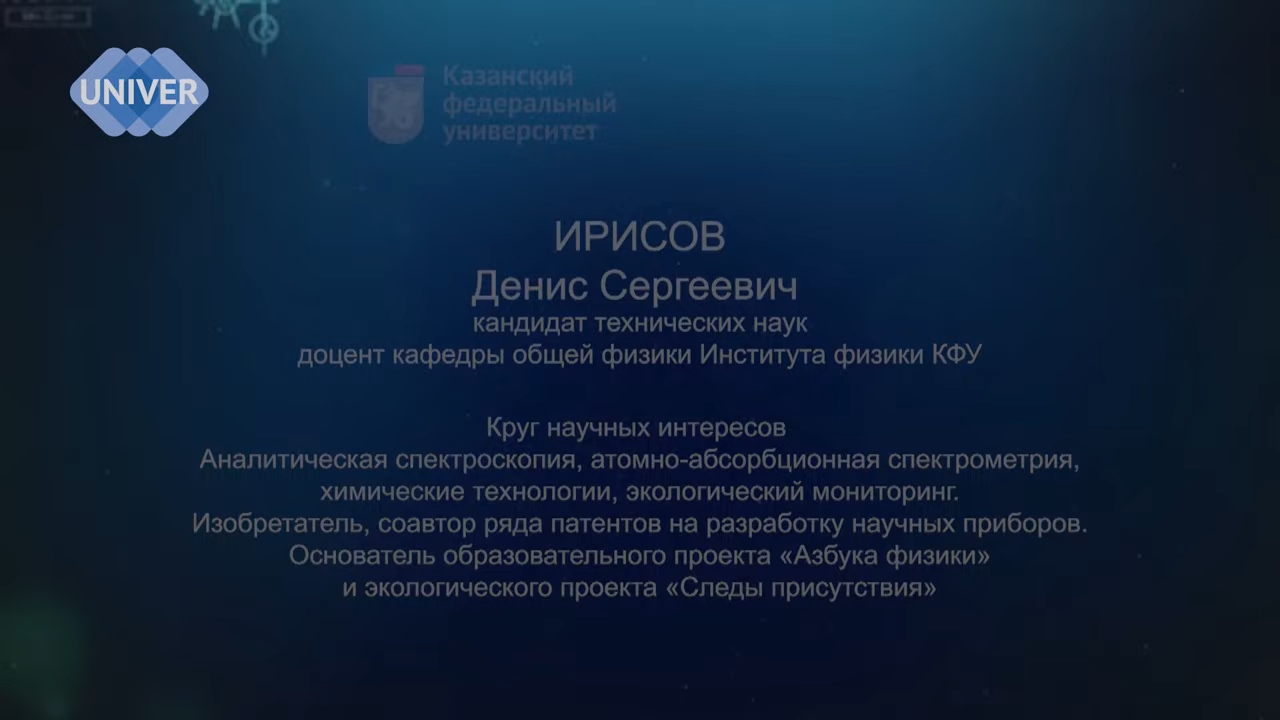 UNIVER
Казанский
федеральный
университет
ИРИСОВ
Денис Сергеевич
кандидат технических наук
доцент кафедры общей физики Института физики КФУ
Круг научных интересов
Аналитическая спектроскопия, атомно-абсорбционная спектрометрия,
химические технологии, экологический мониторинг.
Изобретатель, соавтор ряда патентов на разработку научных приборов.
Основатель образовательного проекта «Азбука физики»
и экологического проекта «Следы присутствия»